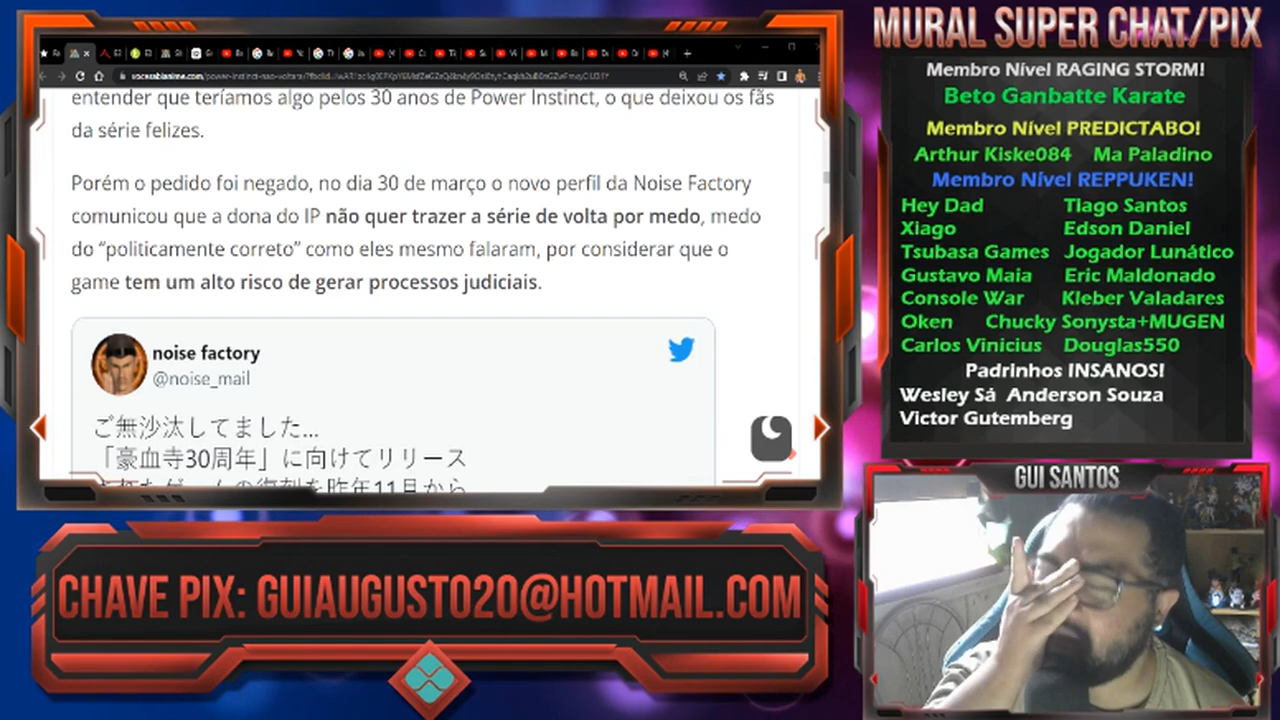 entender que teríamos algo pelos 30 anos de Power Instinct, o que deixou os fãs
da série felizes.
Porém o pedido foi negado, no dia 30 de março o novo perfil da Noise Factory
comunicou que a dona do IP não quer trazer a série de volta por medo, medo
do “politicamente correto” como eles mesmo falaram, por considerar que o
game tem um alto risco de gerar processos judiciais.
noise factory
@noise_mail
ご無沙汰してました...
「豪血寺30周年」に向けてリリース
MURAL SUPER CHAT/PIX
Membro Nível RAGING STORM!
Beto Ganbatte Karate
Membro Nível PREDICTABO!
Arthur Kiske084 Ma Paladino
Membro Nível REPPUKEN!
Hey Dad Tiago Santos
Xiago Edson Daniel
Tsubasa Games Jogador Lunático
Gustavo Maia Eric Maldonado
Console War Kleber Valadares
Oken Chucky Sonysta+MUGEN
Carlos Vinicius Douglas550
Padrinhos INSANOS!
Wesley Sá Anderson Souza
Victor Gutemberg
GUI SANTOS
CHAVE PIX: GUIAUGUSTO20@HOTMAIL.COM